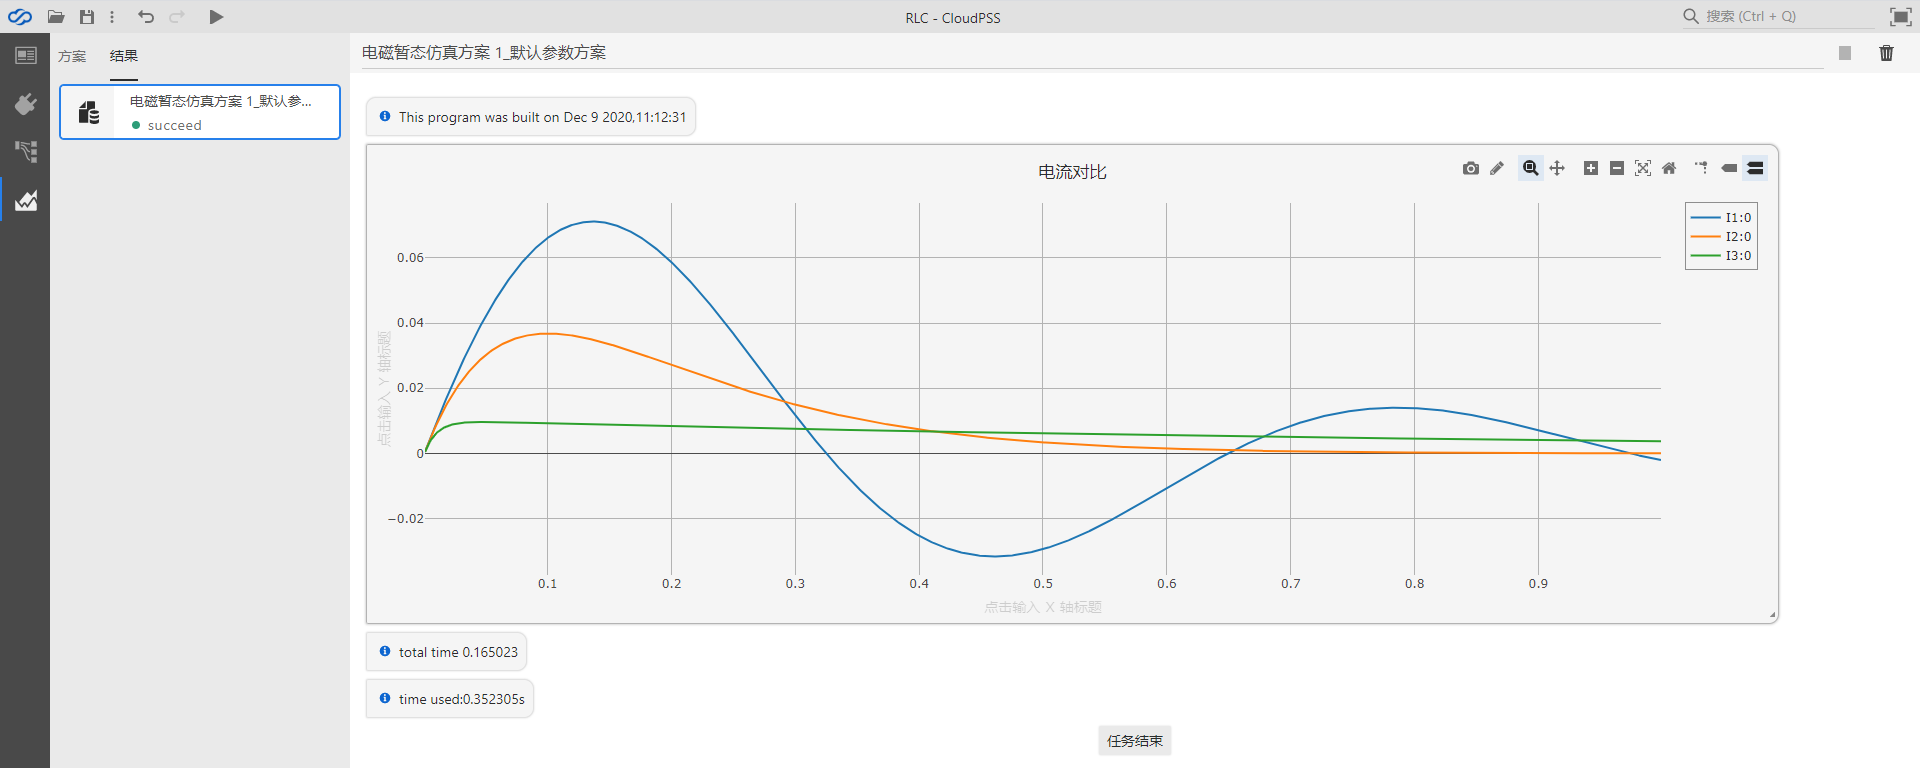 RLC - CloudPSS
搜索 (Ctrl + Q)
方案
结果
电磁暂态仿真方案 1_默认参...
succeed
电磁暂态仿真方案 1_默认参数方案
This program was built on Dec 9 2020,11:12:31
电流对比
I1:0
I2:0
I3:0
0.06
0.04
0.02
0
−0.02
点击输入 Y 轴标题
0.1
0.2
0.3
0.4
0.5
0.6
0.7
0.8
0.9
点击输入 X 轴标题
total time 0.165023
time used:0.352305s
任务结束